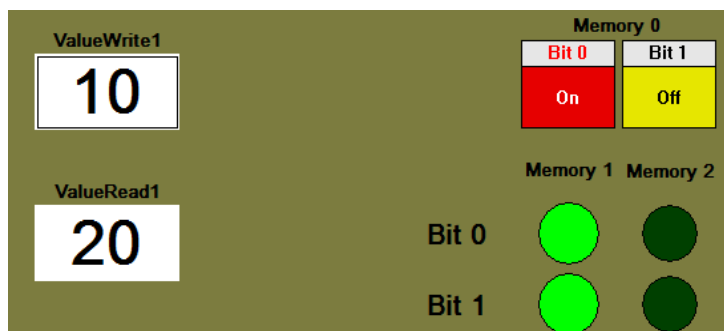 ValueWrite1
10
ValueRead1
20
Memory 0
Bit 0 Bit 1
On Off
Memory 1 Memory 2
Bit 0
Bit 1